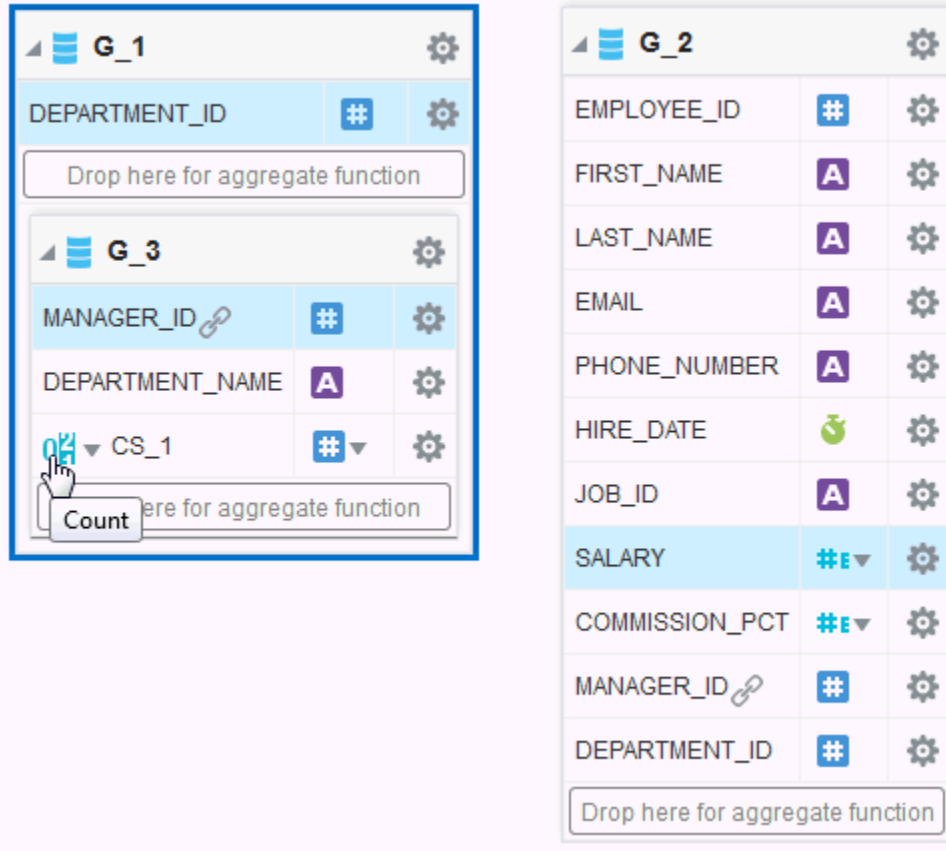 G_1
DEPARTMENT_ID
#
Drop here for aggregate function
G_3
MANAGER_ID
#
DEPARTMENT_NAME
A
CS_1
#
ere for aggregate function
Count
G_2
EMPLOYEE_ID
#
FIRST_NAME
A
LAST_NAME
A
EMAIL
A
PHONE_NUMBER
A
HIRE_DATE
JOB_ID
A
SALARY
#E
COMMISSION_PCT
#E
MANAGER_ID
#
DEPARTMENT_ID
#
Drop here for aggregate function